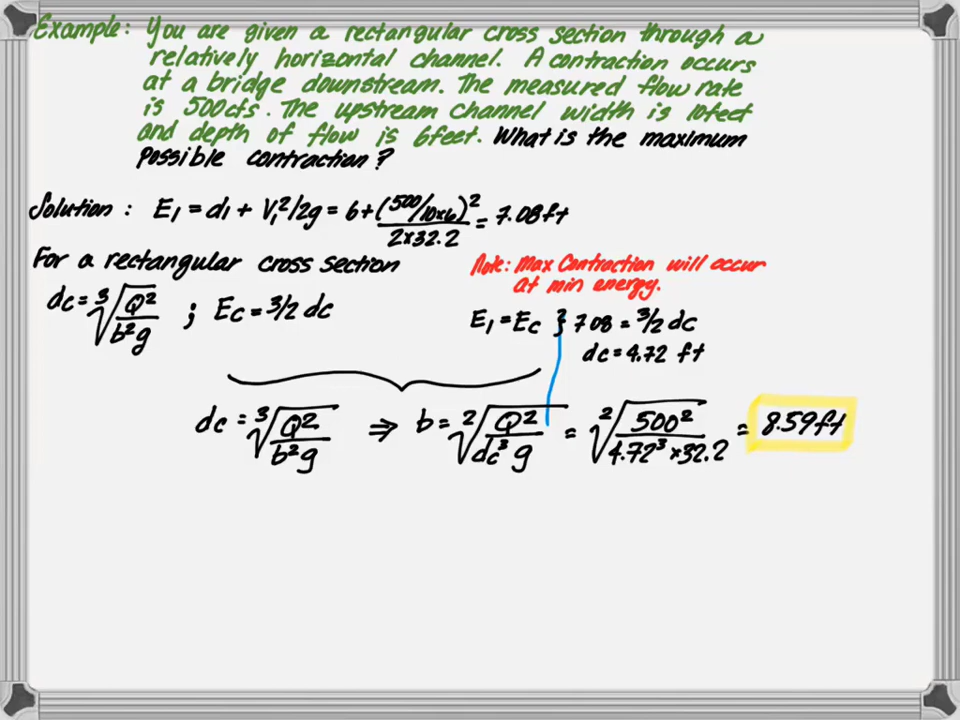 Example: You are given a rectangular cross section through a
relatively horizontal channel. A contraction occurs
at a bridge downstream. The measured flow rate
is 500cfs. The upstream channel width is 10feet
and depth of flow is 6feet. What is the maximum
possible contraction?
Solution: E1 = d1 + V1²/2g = 6+(500/10×6)²/2×32.2 = 7.08ft
For a rectangular cross section
Note: Max Contraction will occur
at min energy.
dc = ³√(Q²/b²g) ; Ec = 3/2 dc
E1 = Ec } 7.08 = 3/2 dc
dc = 4.72 ft
dc = ³√(Q²/b²g) ⇒ b = ²√(Q²/dc³g) = ²√(500²/4.72³×32.2) = 8.59ft